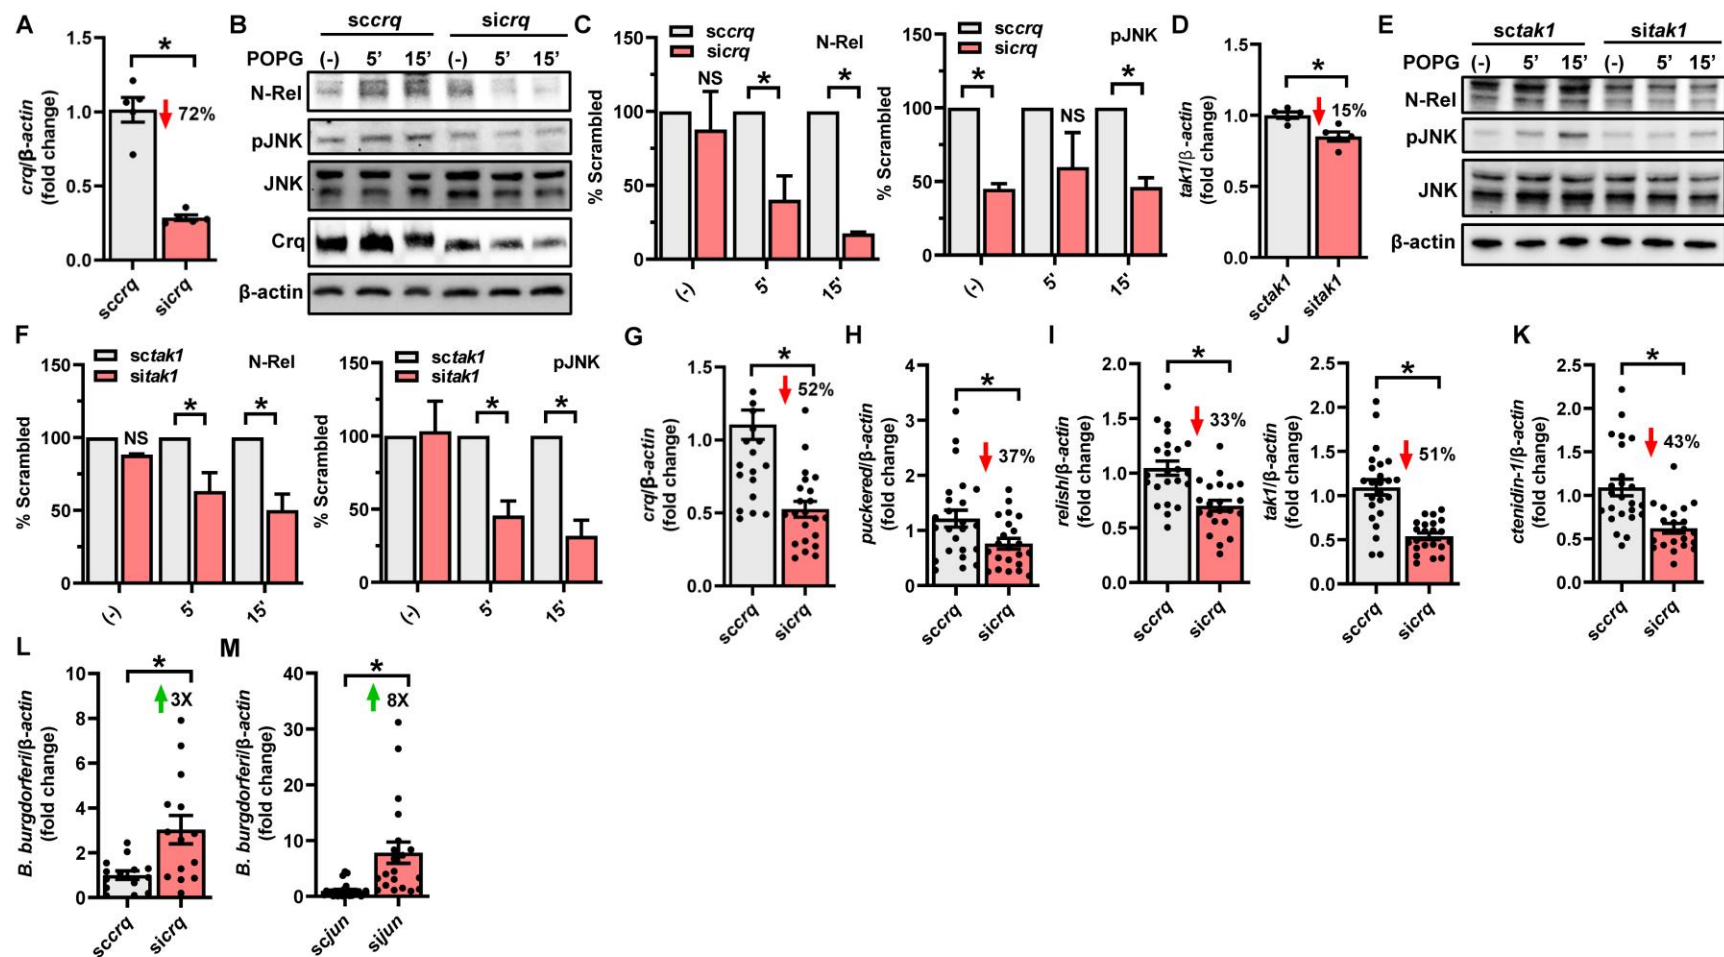 A
crq/β-actin
(fold change)
1.5
1.0
0.5
0.0
*
72%
sccrq
sicrq
B
sccrq
sicrq
POPG
(-)
5'
15'
(-)
5'
15'
N-Rel
pJNK
JNK
Crq
β-actin
C
% Scrambled
150
100
50
0
sccrq
sicrq
N-Rel
NS
*
*
(-)
5'
15'
% Scrambled
150
100
50
0
sccrq
sicrq
pJNK
*
NS
*
(-)
5'
15'
D
tak1/β-actin
(fold change)
1.5
1.0
0.5
0.0
*
15%
sctak1
sitak1
E
sctak1
sitak1
POPG
(-)
5'
15'
(-)
5'
15'
N-Rel
pJNK
JNK
β-actin
F
% Scrambled
150
100
50
0
sctak1
sitak1
N-Rel
NS
*
*
(-)
5'
15'
% Scrambled
150
100
50
0
sctak1
sitak1
pJNK
*
*
(-)
5'
15'
G
crq/β-actin
(fold change)
1.5
1.0
0.5
0.0
*
52%
sccrq
sicrq
H
puckered/β-actin
(fold change)
4
3
2
1
0
*
37%
sccrq
sicrq
I
relish/β-actin
(fold change)
2.0
1.5
1.0
0.5
0.0
*
33%
sccrq
sicrq
J
tak1/β-actin
(fold change)
2.5
2.0
1.5
1.0
0.5
0.0
*
51%
sccrq
sicrq
K
ctenidin-1/β-actin
(fold change)
2.5
2.0
1.5
1.0
0.5
0.0
*
43%
sccrq
sicrq
L
B. burgdorferi/β-actin
(fold change)
10
8
6
4
2
0
*
3X
sccrq
sicrq
M
B. burgdorferi/β-actin
(fold change)
40
30
20
10
0
*
8X
scjun
sijun